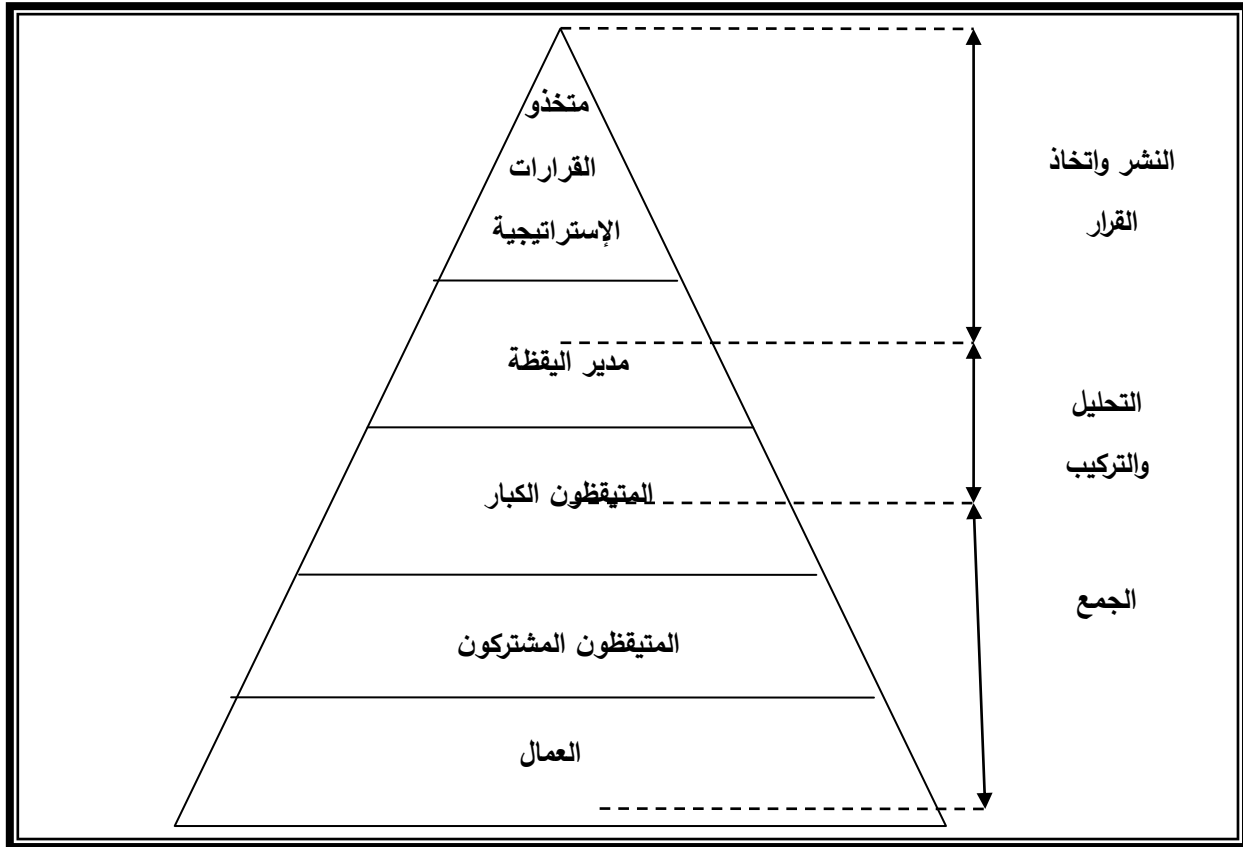 متخذو
القرارات
الإستراتيجية
النشر واتخاذ
القرار
مدير اليقظة
التحليل
والتركيب
المتيقظون الكبار
الجمع
المتيقظون المشتركون
العمال